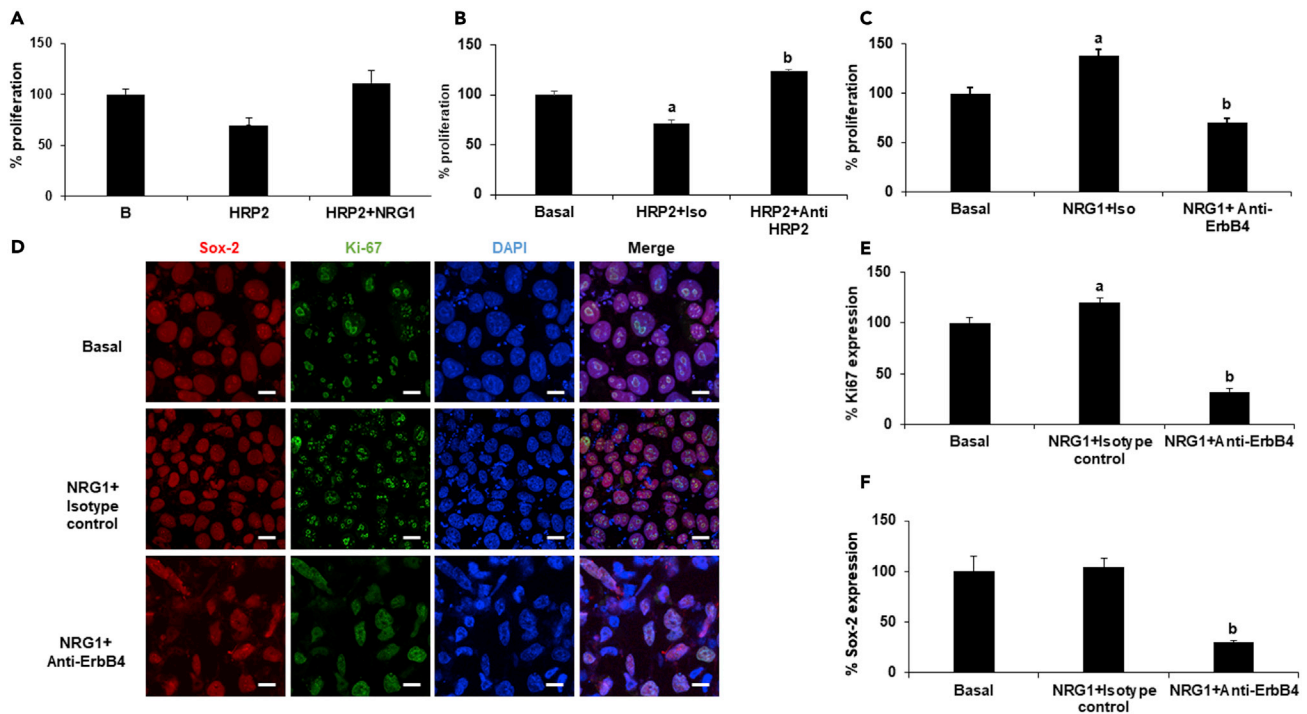 A
% proliferation
150
100
50
0
B
HRP2
HRP2+NRG1
B
% proliferation
150
100
50
0
a
b
Basal
HRP2+Iso
HRP2+Anti
HRP2
C
% proliferation
150
100
50
0
a
b
Basal
NRG1+Iso
NRG1+ Anti-
ErbB4
D
Sox-2
Ki-67
DAPI
Merge
Basal
NRG1+
Isotype
control
NRG1+
Anti-ErbB4
E
% Ki67 expression
150
100
50
0
a
b
Basal
NRG1+Isotype
control
NRG1+Anti-ErbB4
F
% Sox-2 expression
150
100
50
0
b
Basal
NRG1+Isotype
control
NRG1+Anti-ErbB4